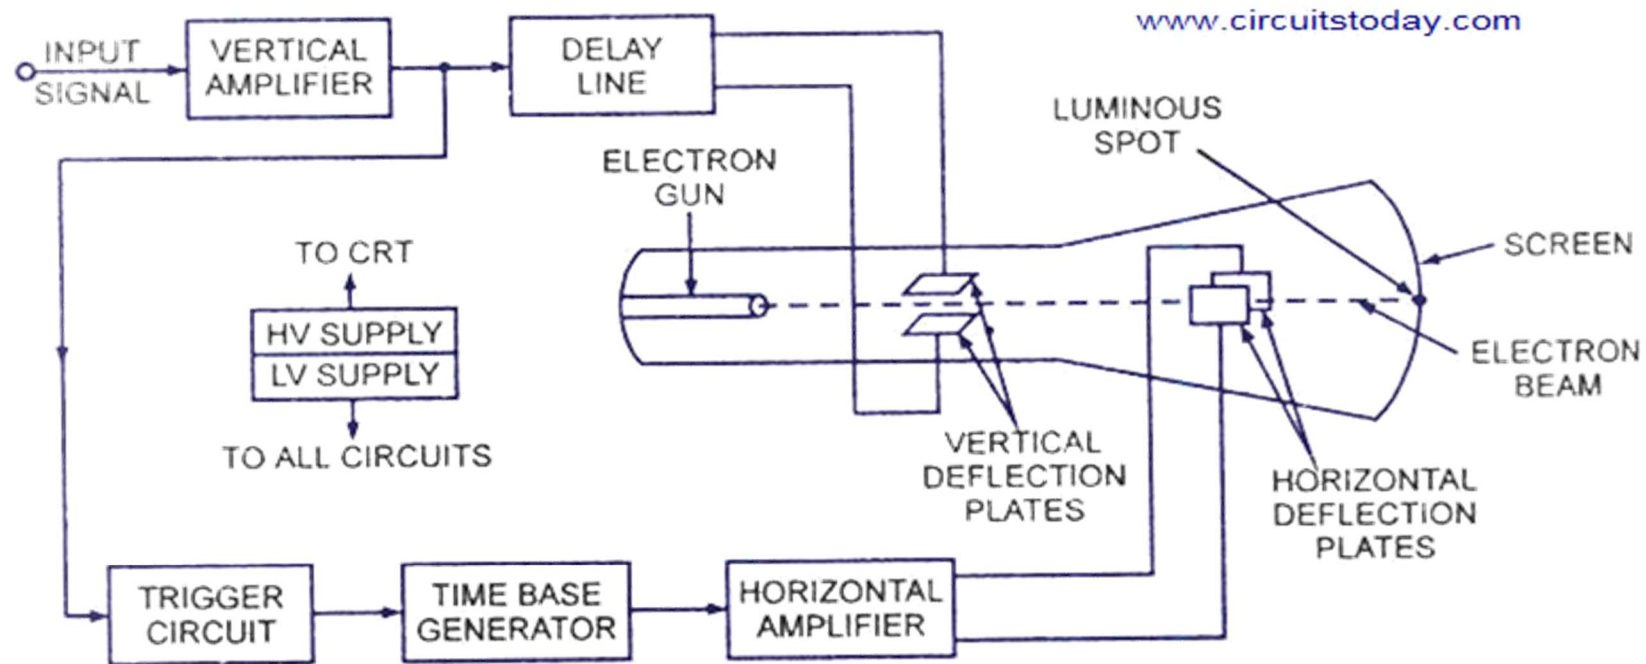 www.circuitstoday.com
INPUT
SIGNAL
VERTICAL
AMPLIFIER
DELAY
LINE
LUMINOUS
SPOT
ELECTRON
GUN
SCREEN
TO CRT
HV SUPPLY
LV SUPPLY
TO ALL CIRCUITS
ELECTRON
BEAM
VERTICAL
DEFLECTION
PLATES
HORIZONTAL
DEFLECTION
PLATES
TRIGGER
CIRCUIT
TIME BASE
GENERATOR
HORIZONTAL
AMPLIFIER